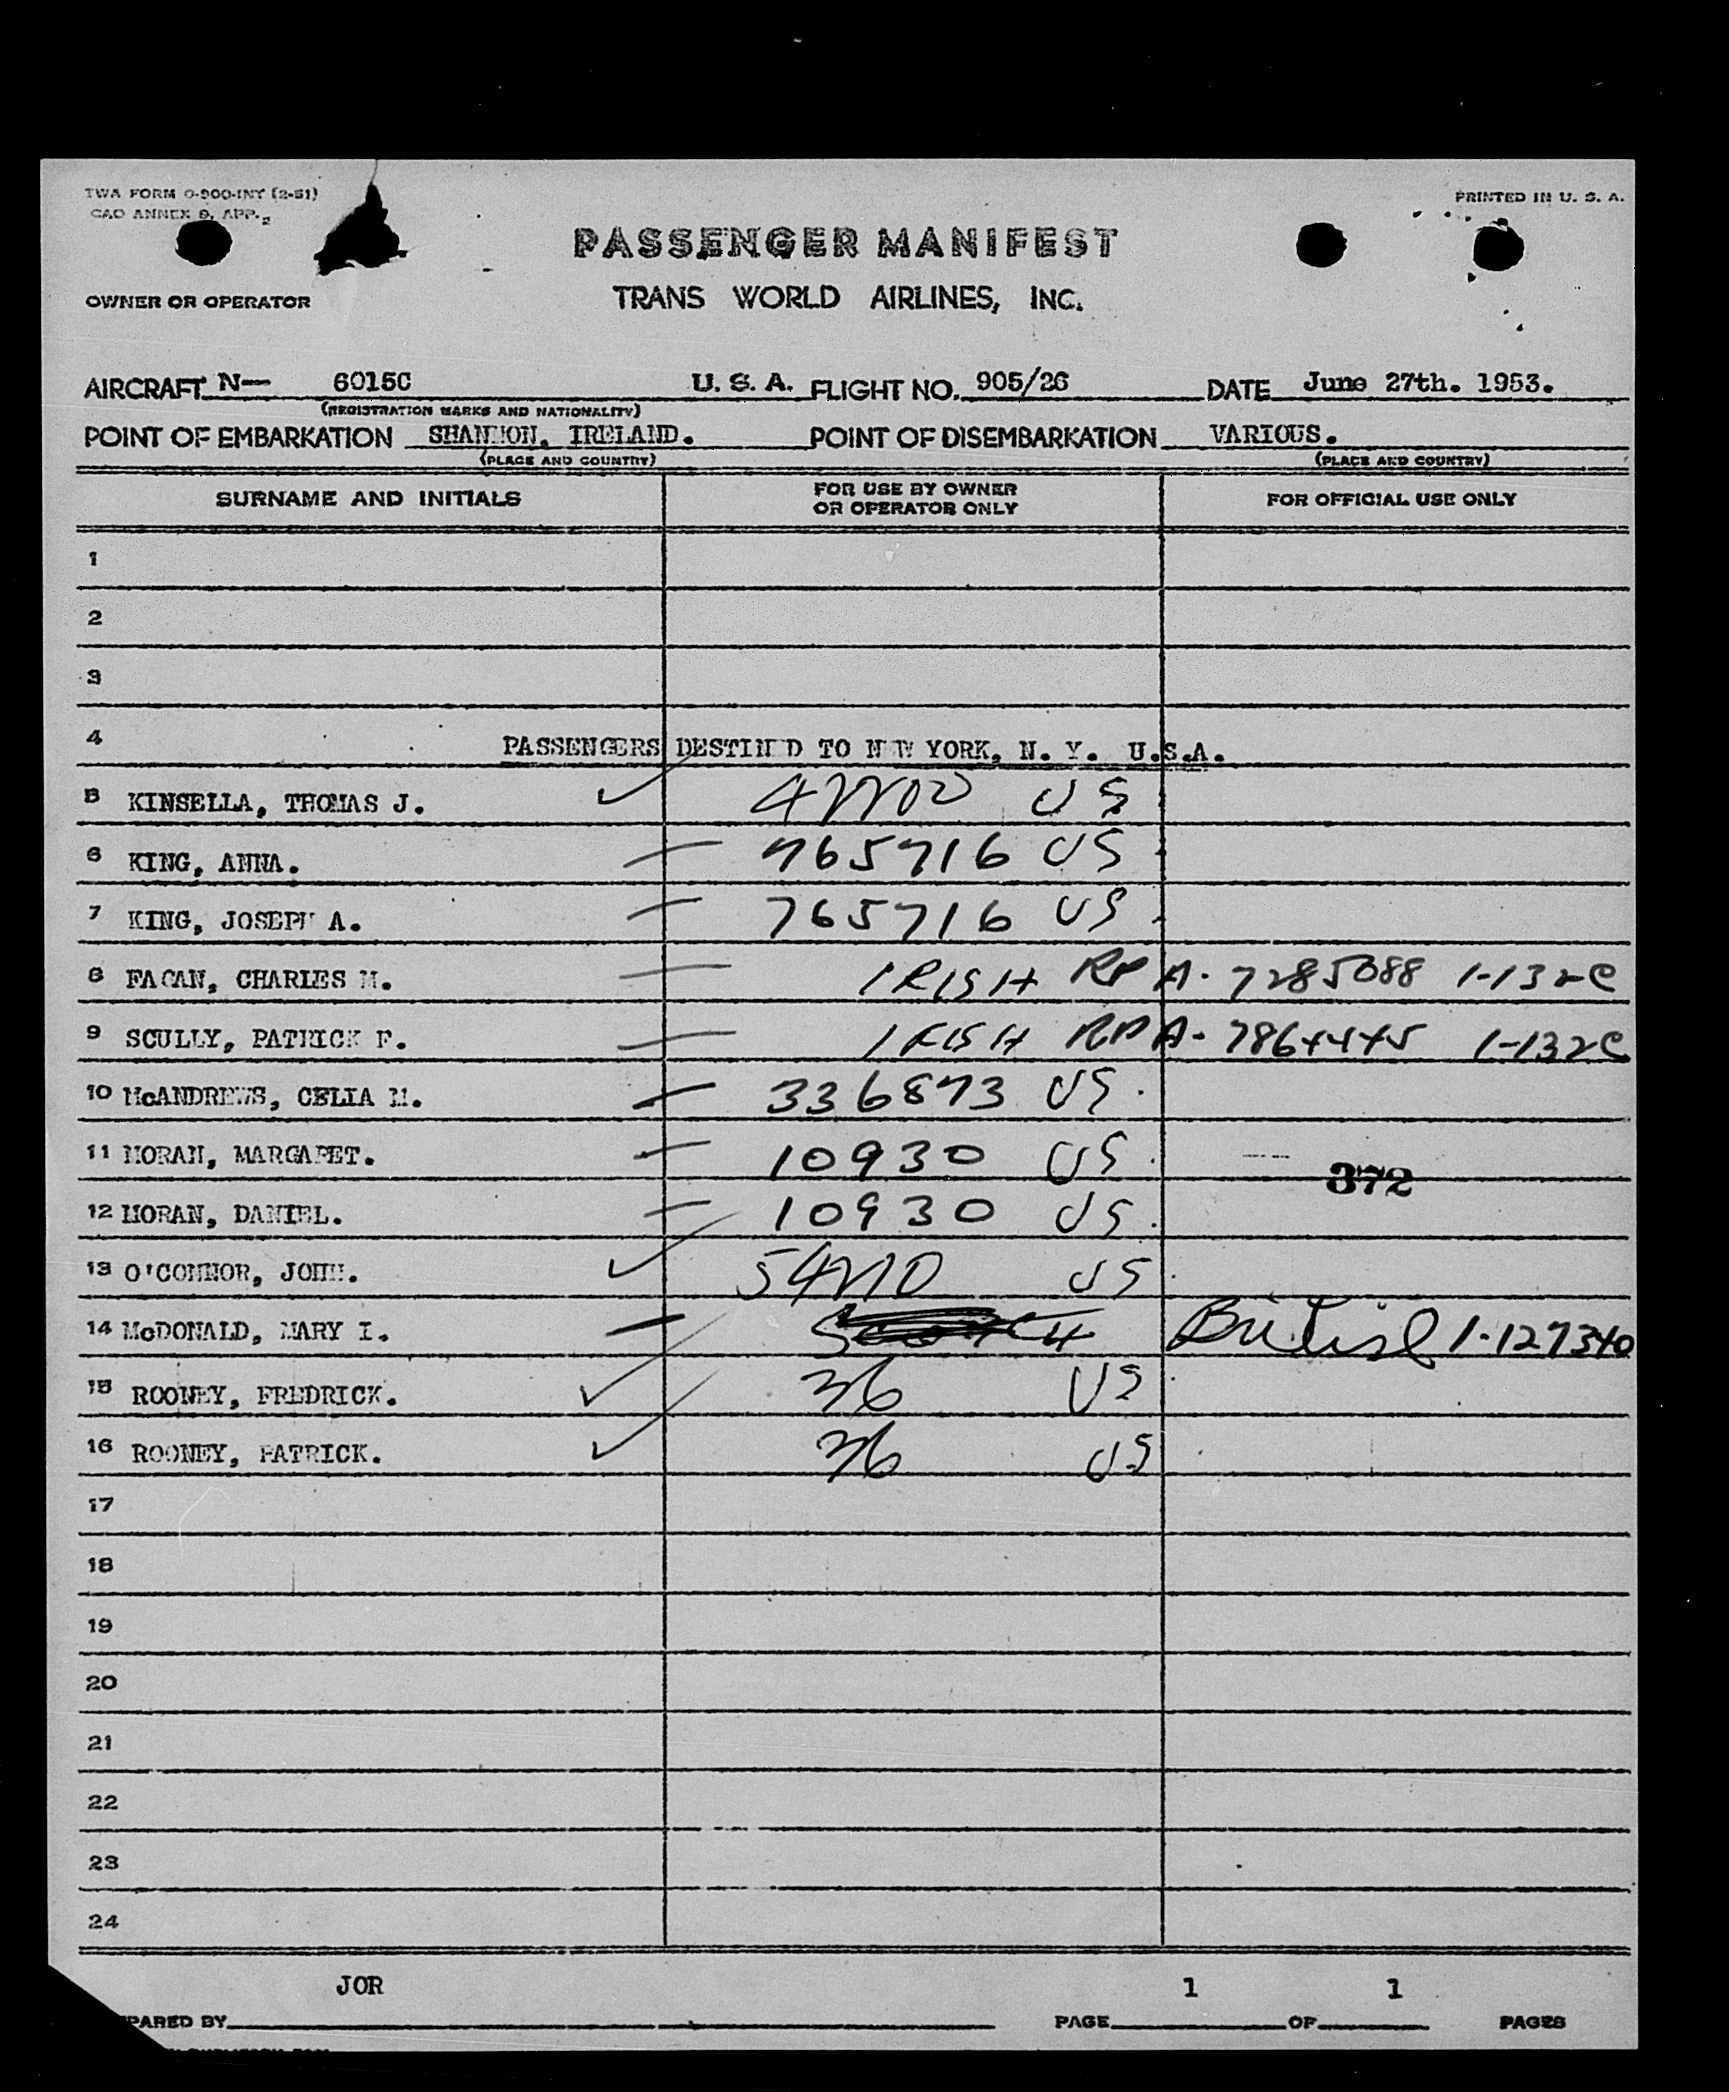 TWA FORM O-900-INT (2-51)
CAO ANNEX 9, APP. 2
PRINTED IN U. S. A.
PASSENGER MANIFEST
OWNER OR OPERATOR
TRANS WORLD AIRLINES, INC.
AIRCRAFT N— 6015C U. S. A. FLIGHT NO. 905/26 DATE June 27th. 1953.
(REGISTRATION MARKS AND NATIONALITY)
POINT OF EMBARKATION SHANNON, IRELAND. POINT OF DISEMBARKATION VARIOUS.
(PLACE AND COUNTRY) (PLACE AND COUNTRY)
SURNAME AND INITIALS FOR USE BY OWNER OR OPERATOR ONLY FOR OFFICIAL USE ONLY
1
2
3
4 PASSENGERS DESTINED TO NEW YORK, N. Y. U.S.A.
5 KINSELLA, THOMAS J. US
6 KING, ANNA. 765716 US
7 KING, JOSEPH A. 765716 US
8 FAGAN, CHARLES M. IRISH RP A- 7285088 1-132C
9 SCULLY, PATRICK F. IRISH RP A- 7864445 1-132C
10 McANDREWS, CELIA M. 336873 US
11 MORAN, MARGARET. 10930 US
372
12 MORAN, DANIEL. 10930 US
13 O'CONNOR, JOHN. US
14 McDONALD, MARY I. British 1-127340
15 ROONEY, FREDRICK. 36 US
16 ROONEY, PATRICK. 36 US
17
18
19
20
21
22
23
24
JOR 1 1
PARED BY PAGE OF PAGES